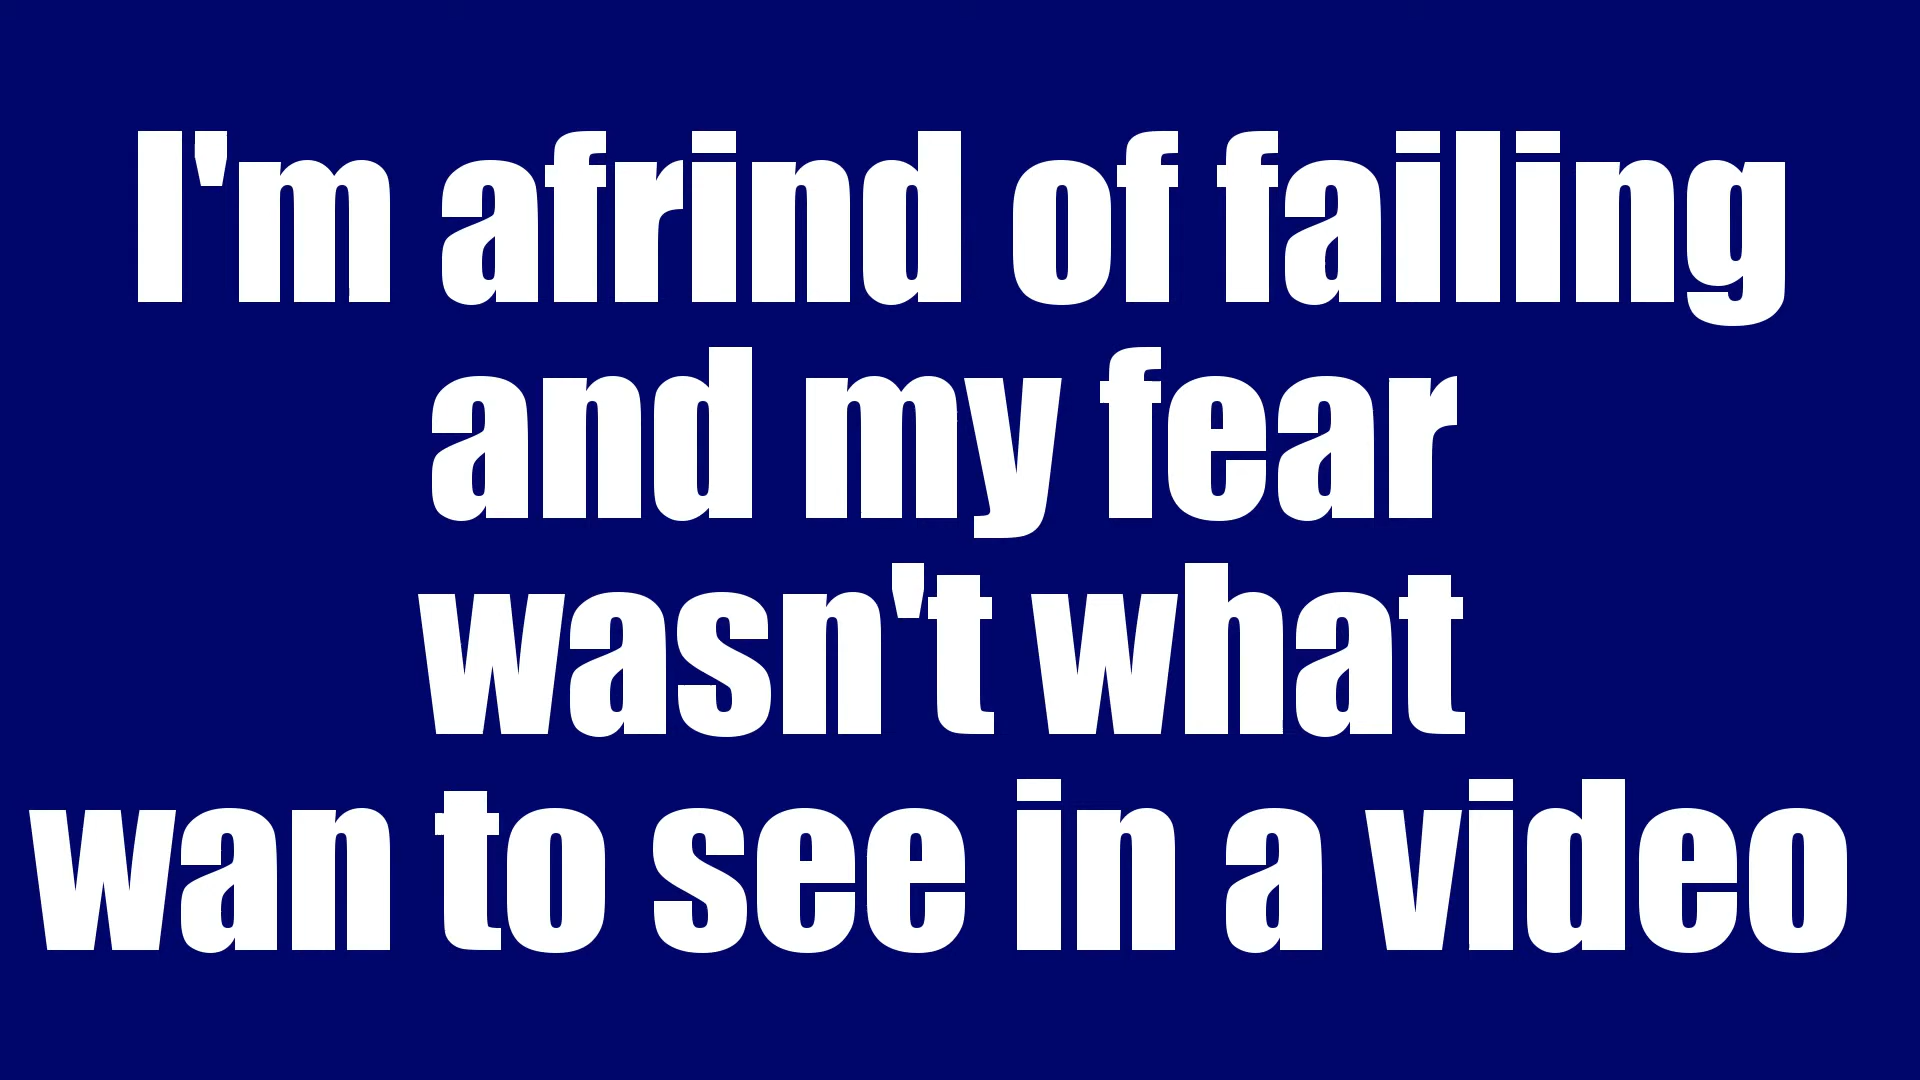 I'm afrind of failing
and my fear
wasn't what
wan to see in a video